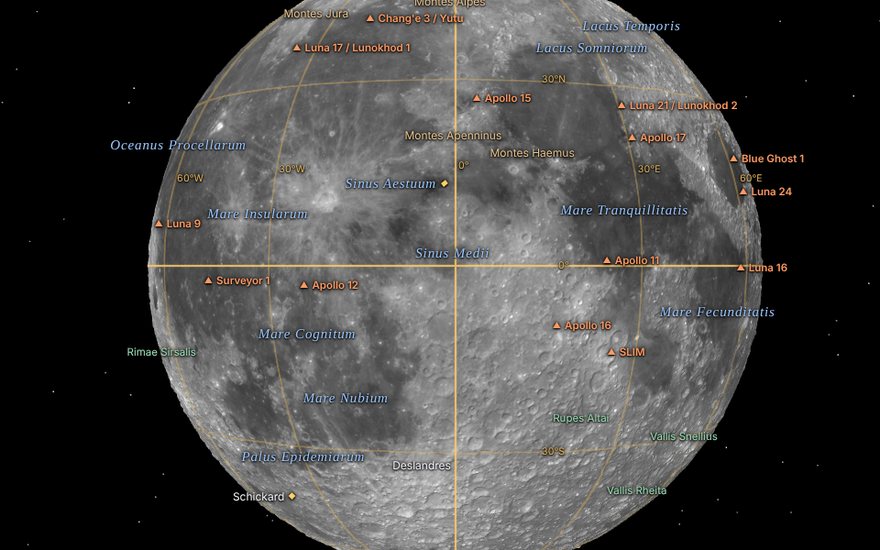 Montes Alpes
Montes Jura
Chang'e 3 / Yutu
Lacus Temporis
Luna 17 / Lunokhod 1
Lacus Somniorum
30°N
Apollo 15
Luna 21 / Lunokhod 2
Montes Apenninus
Apollo 17
Oceanus Procellarum
Montes Haemus
Blue Ghost 1
0°
30°W
30°E
60°W
60°E
Sinus Aestuum
Luna 24
Mare Insularum
Mare Tranquillitatis
Luna 9
Sinus Medii
Apollo 11
0°
Luna 16
Surveyor 1
Apollo 12
Mare Fecunditatis
Apollo 16
Mare Cognitum
Rimae Sirsalis
SLIM
Mare Nubium
Rupes Altai
Vallis Snellius
30°S
Palus Epidemiarum
Deslandres
Vallis Rheita
Schickard